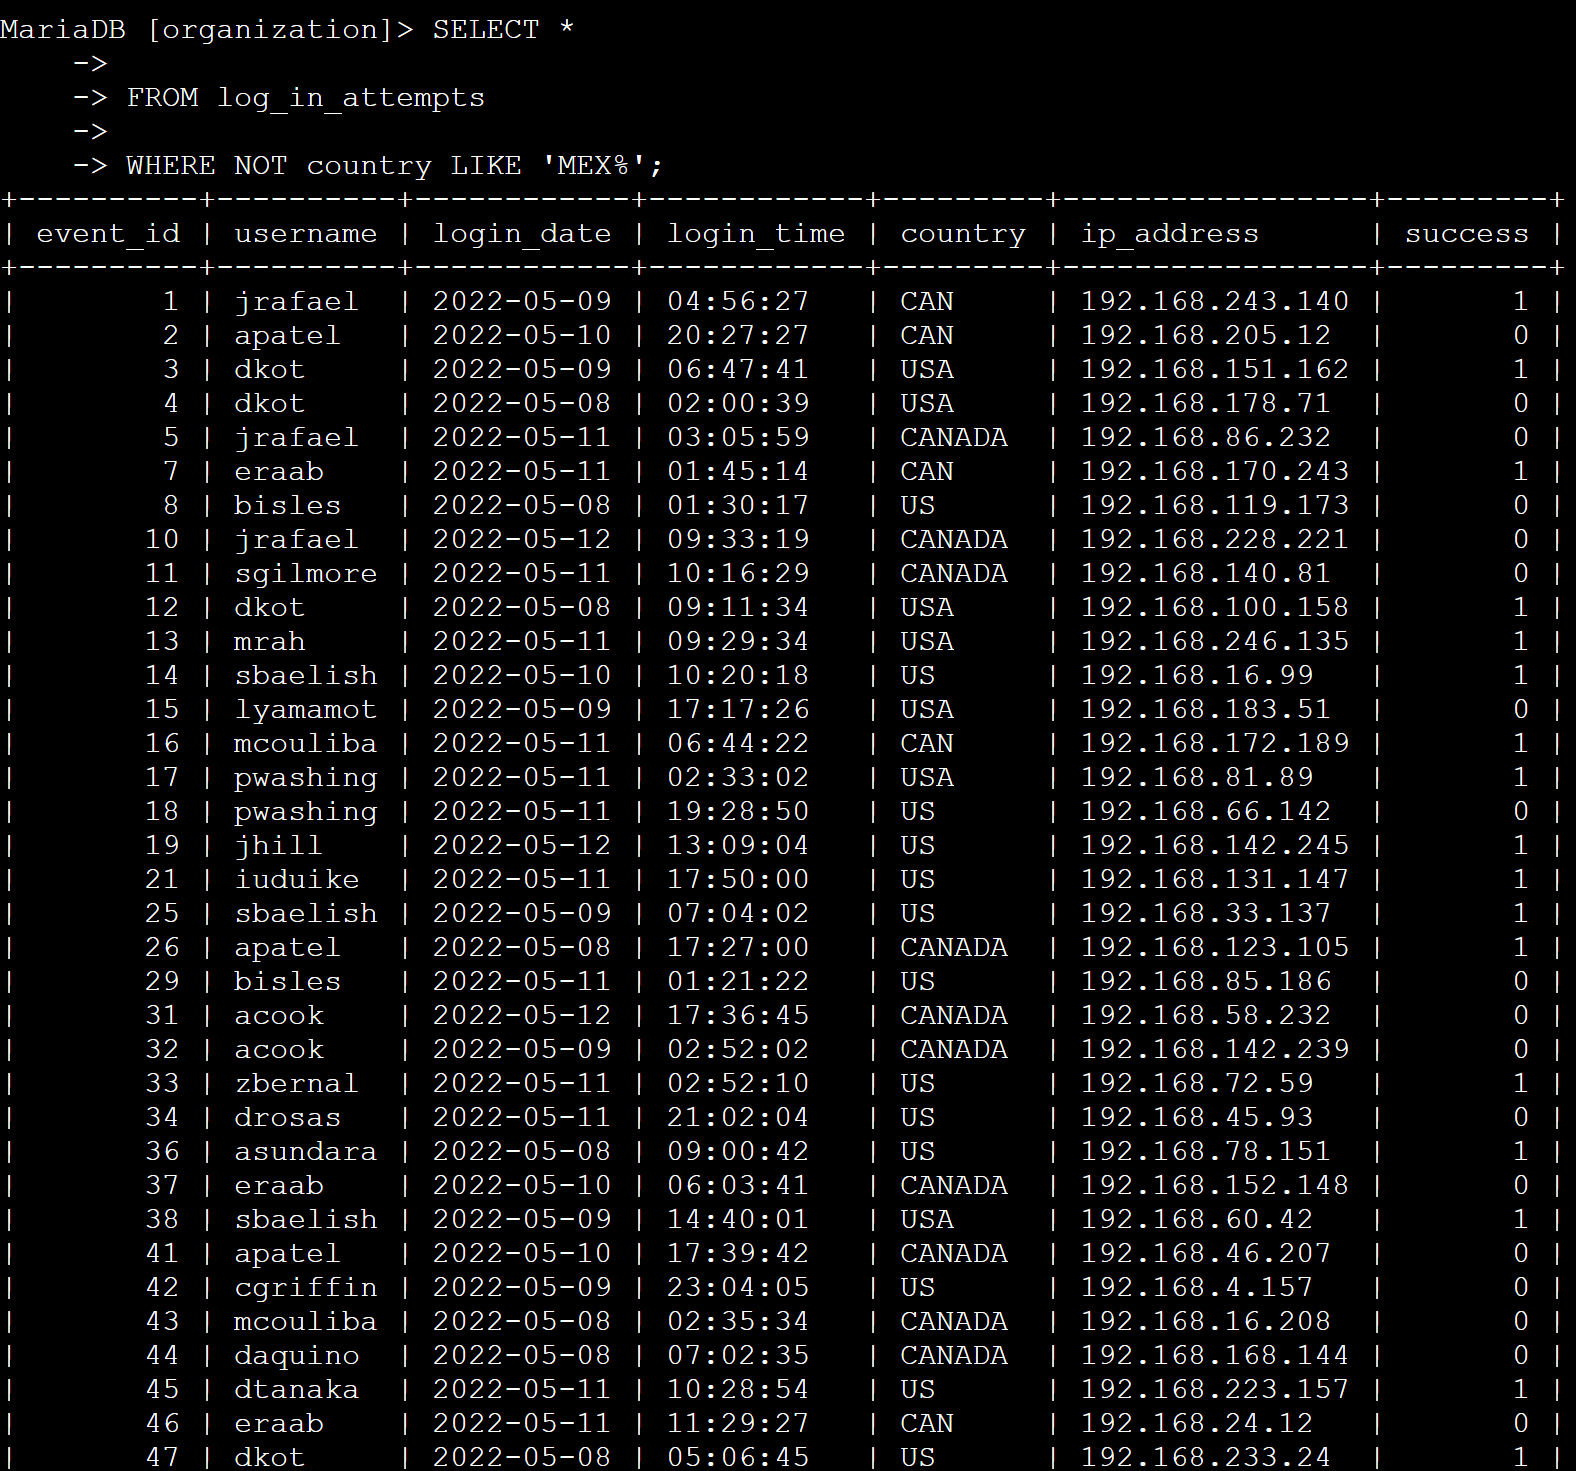 MariaDB [organization]> SELECT *
    ->
    -> FROM log_in_attempts
    ->
    -> WHERE NOT country LIKE 'MEX%';
+----------+----------+------------+------------+---------+-----------------+---------+
| event_id | username | login_date | login_time | country | ip_address      | success |
+----------+----------+------------+------------+---------+-----------------+---------+
|        1 | jrafael  | 2022-05-09 | 04:56:27   | CAN     | 192.168.243.140 |       1 |
|        2 | apatel   | 2022-05-10 | 20:27:27   | CAN     | 192.168.205.12  |       0 |
|        3 | dkot     | 2022-05-09 | 06:47:41   | USA     | 192.168.151.162 |       1 |
|        4 | dkot     | 2022-05-08 | 02:00:39   | USA     | 192.168.178.71  |       0 |
|        5 | jrafael  | 2022-05-11 | 03:05:59   | CANADA  | 192.168.86.232  |       0 |
|        7 | eraab    | 2022-05-11 | 01:45:14   | CAN     | 192.168.170.243 |       1 |
|        8 | bisles   | 2022-05-08 | 01:30:17   | US      | 192.168.119.173 |       0 |
|       10 | jrafael  | 2022-05-12 | 09:33:19   | CANADA  | 192.168.228.221 |       0 |
|       11 | sgilmore | 2022-05-11 | 10:16:29   | CANADA  | 192.168.140.81  |       0 |
|       12 | dkot     | 2022-05-08 | 09:11:34   | USA     | 192.168.100.158 |       1 |
|       13 | mrah     | 2022-05-11 | 09:29:34   | USA     | 192.168.246.135 |       1 |
|       14 | sbaelish | 2022-05-10 | 10:20:18   | US      | 192.168.16.99   |       1 |
|       15 | lyamamot | 2022-05-09 | 17:17:26   | USA     | 192.168.183.51  |       0 |
|       16 | mcouliba | 2022-05-11 | 06:44:22   | CAN     | 192.168.172.189 |       1 |
|       17 | pwashing | 2022-05-11 | 02:33:02   | USA     | 192.168.81.89   |       1 |
|       18 | pwashing | 2022-05-11 | 19:28:50   | US      | 192.168.66.142  |       0 |
|       19 | jhill    | 2022-05-12 | 13:09:04   | US      | 192.168.142.245 |       1 |
|       21 | iuduike  | 2022-05-11 | 17:50:00   | US      | 192.168.131.147 |       1 |
|       25 | sbaelish | 2022-05-09 | 07:04:02   | US      | 192.168.33.137  |       1 |
|       26 | apatel   | 2022-05-08 | 17:27:00   | CANADA  | 192.168.123.105 |       1 |
|       29 | bisles   | 2022-05-11 | 01:21:22   | US      | 192.168.85.186  |       0 |
|       31 | acook    | 2022-05-12 | 17:36:45   | CANADA  | 192.168.58.232  |       0 |
|       32 | acook    | 2022-05-09 | 02:52:02   | CANADA  | 192.168.142.239 |       0 |
|       33 | zbernal  | 2022-05-11 | 02:52:10   | US      | 192.168.72.59   |       1 |
|       34 | drosas   | 2022-05-11 | 21:02:04   | US      | 192.168.45.93   |       0 |
|       36 | asundara | 2022-05-08 | 09:00:42   | US      | 192.168.78.151  |       1 |
|       37 | eraab    | 2022-05-10 | 06:03:41   | CANADA  | 192.168.152.148 |       0 |
|       38 | sbaelish | 2022-05-09 | 14:40:01   | USA     | 192.168.60.42   |       1 |
|       41 | apatel   | 2022-05-10 | 17:39:42   | CANADA  | 192.168.46.207  |       0 |
|       42 | cgriffin | 2022-05-09 | 23:04:05   | US      | 192.168.4.157   |       0 |
|       43 | mcouliba | 2022-05-08 | 02:35:34   | CANADA  | 192.168.16.208  |       0 |
|       44 | daquino  | 2022-05-08 | 07:02:35   | CANADA  | 192.168.168.144 |       0 |
|       45 | dtanaka  | 2022-05-11 | 10:28:54   | US      | 192.168.223.157 |       1 |
|       46 | eraab    | 2022-05-11 | 11:29:27   | CAN     | 192.168.24.12   |       0 |
|       47 | dkot     | 2022-05-08 | 05:06:45   | US      | 192.168.233.24  |       1 |